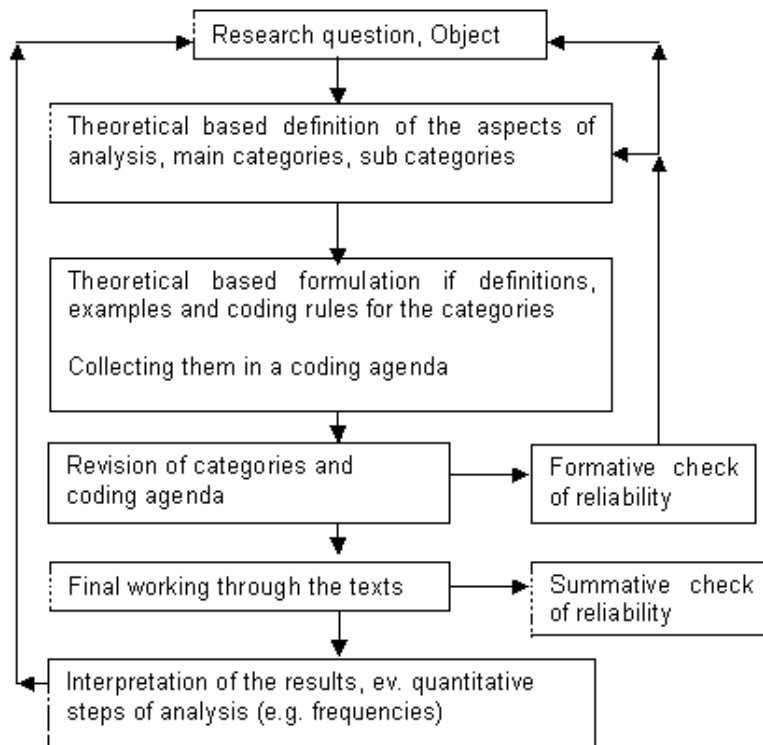 Research question, Object
Theoretical based definition of the aspects of
analysis, main categories, sub categories
Theoretical based formulation if definitions,
examples and coding rules for the categories
Collecting them in a coding agenda
Revision of categories and
coding agenda
Formative check
of reliability
Final working through the texts
Summative check
of reliability
Interpretation of the results, ev. quantitative
steps of analysis (e.g. frequencies)